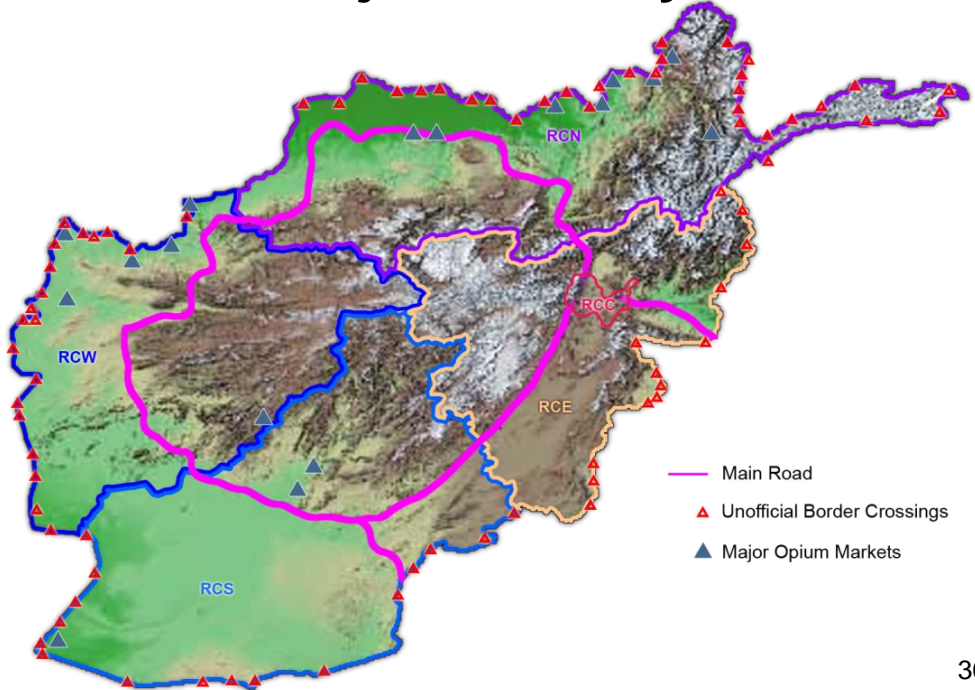 RCN
RCC
RCW
RCE
Main Road
Unofficial Border Crossings
Major Opium Markets
RCS